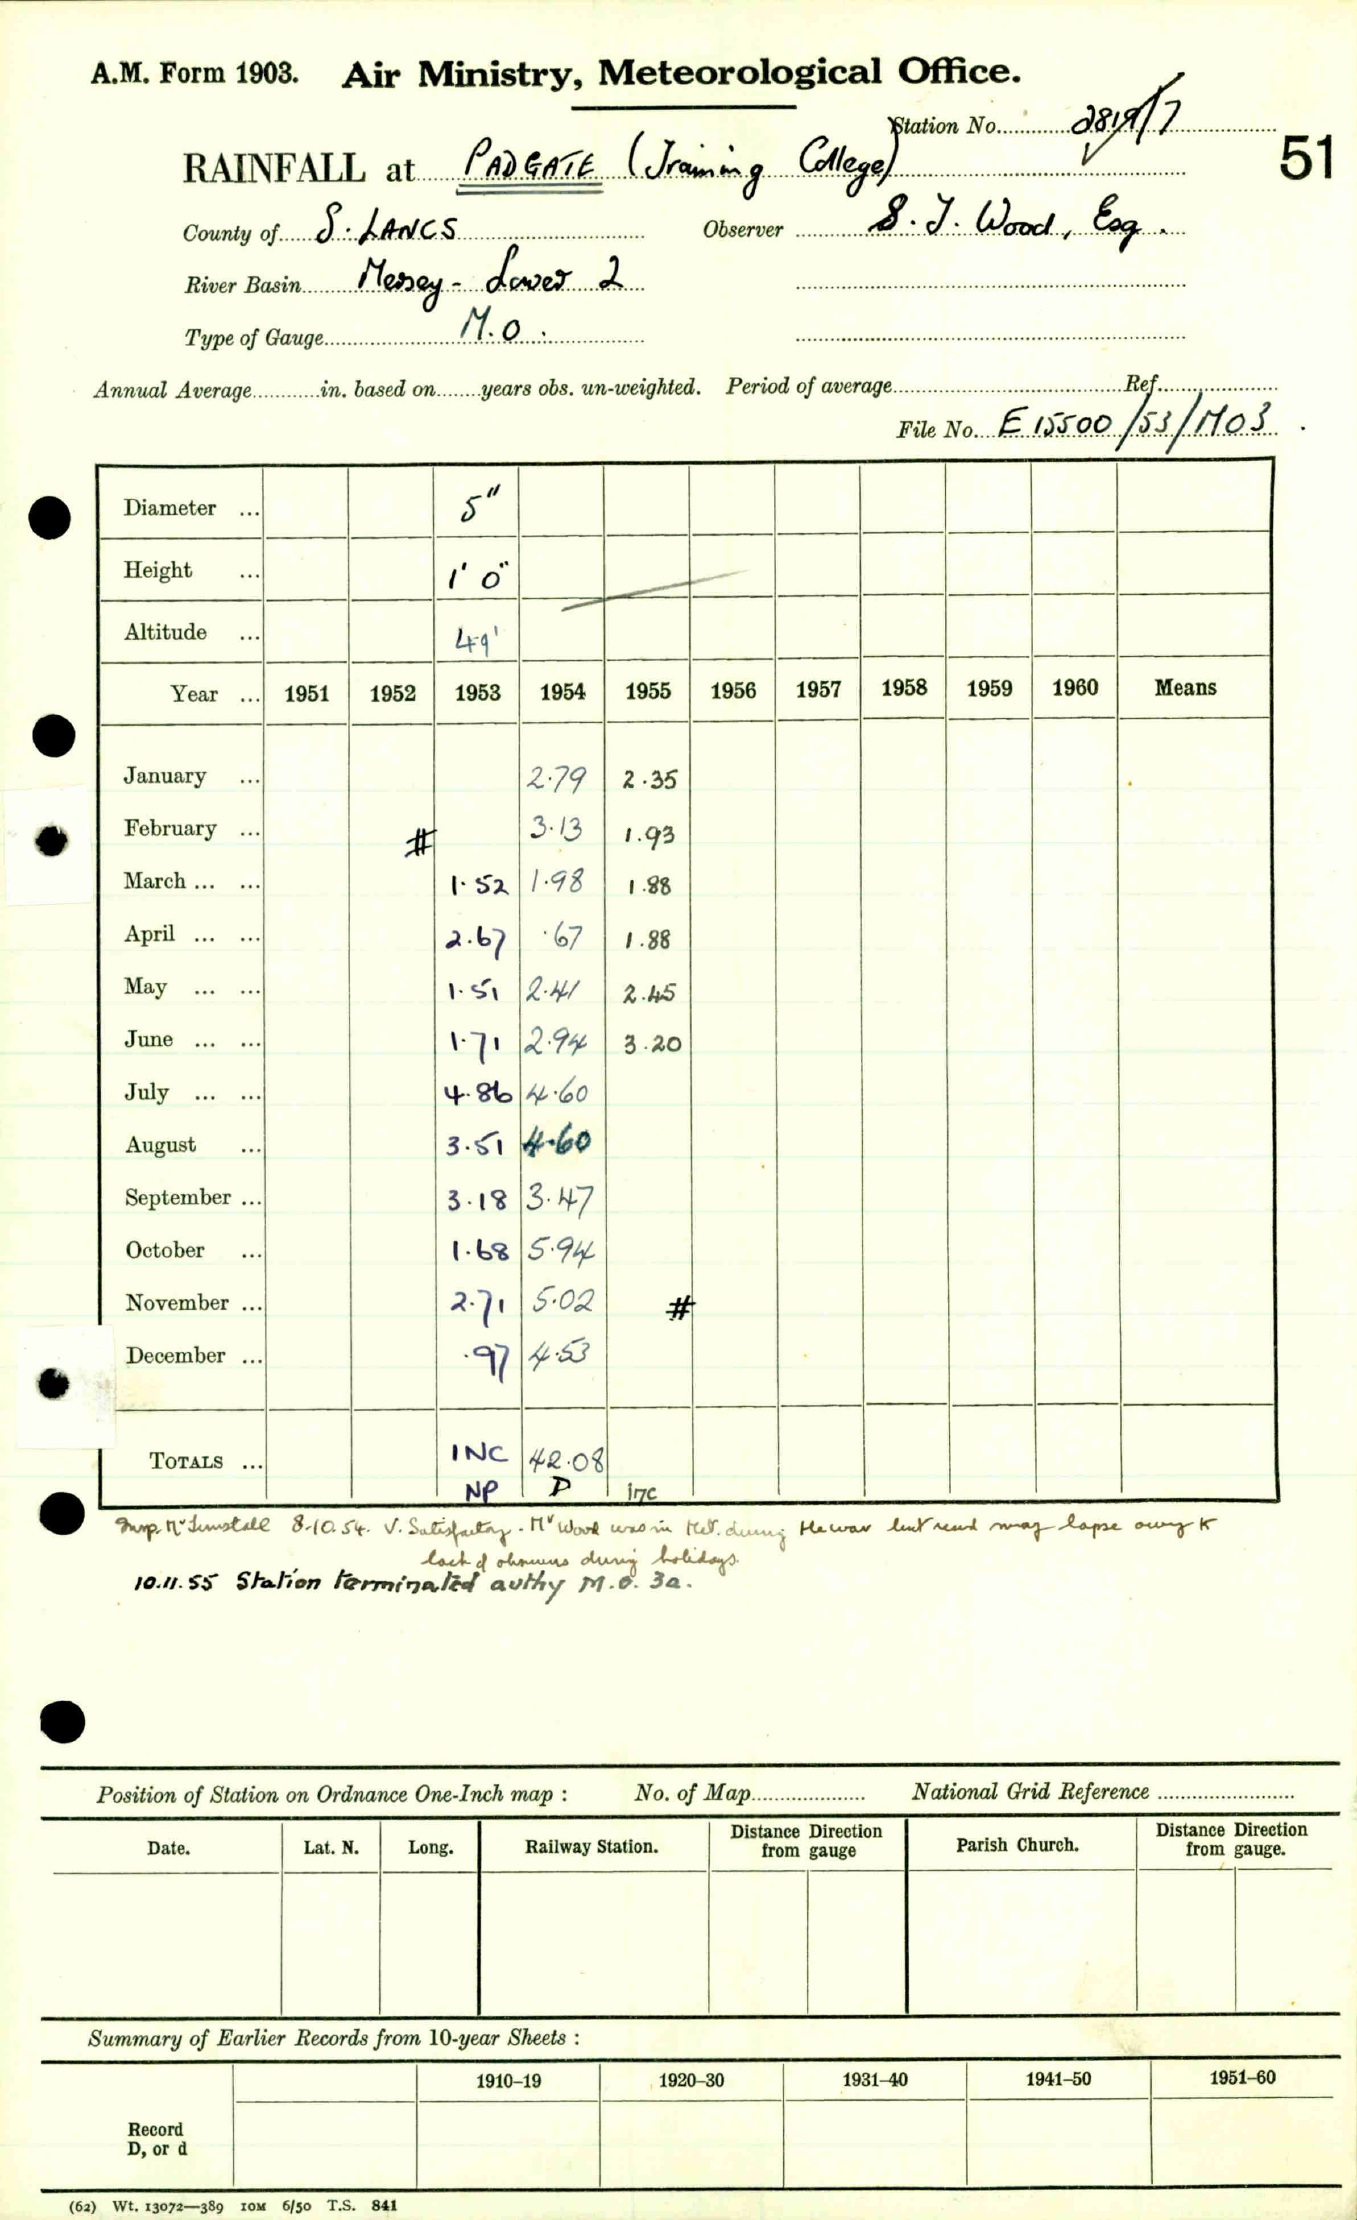 A.M. Form 1903. Air Ministry, Meteorological Office.
Station No. 2819/7
51
RAINFALL at PADGATE (Training College)
County of S. LANCS Observer S. J. Wood, Esq.
River Basin Mersey - Lower 2
Type of Gauge M.O.
Annual Average in. based on years obs. un-weighted. Period of average Ref.
File No. E 15500/53/MO3
Diameter ... 5"
Height ... 1' 0"
Altitude ... 49'
Year ... 1951 1952 1953 1954 1955 1956 1957 1958 1959 1960 Means
January ... 2.79 2.35
February ... # 3.13 1.93
March ... ... 1.52 1.98 1.88
April ... ... 2.67 .67 1.88
May ... ... 1.51 2.41 2.45
June ... ... 1.71 2.94 3.20
July ... ... 4.86 4.60
August ... 3.51 4.60
September ... 3.18 3.47
October ... 1.68 5.94
November ... 2.71 5.02 #
December ... .97 4.53
TOTALS ... INC 42.08
NP D inc
Insp. Mr Tunstall 8.10.54. V. Satisfactory. Mr Wood was in Met. during the war but record may lapse owing to
lack of observers during holidays.
10.11.55 Station terminated authy M.O. 3a.
Position of Station on Ordnance One-Inch map : No. of Map National Grid Reference
Date. Lat. N. Long. Railway Station. Distance from gauge Direction Parish Church. Distance from gauge. Direction
Summary of Earlier Records from 10-year Sheets :
1910–19 1920–30 1931–40 1941–50 1951–60
Record
D, or d
(62) Wt. 13072—389 10M 6/50 T.S. 841